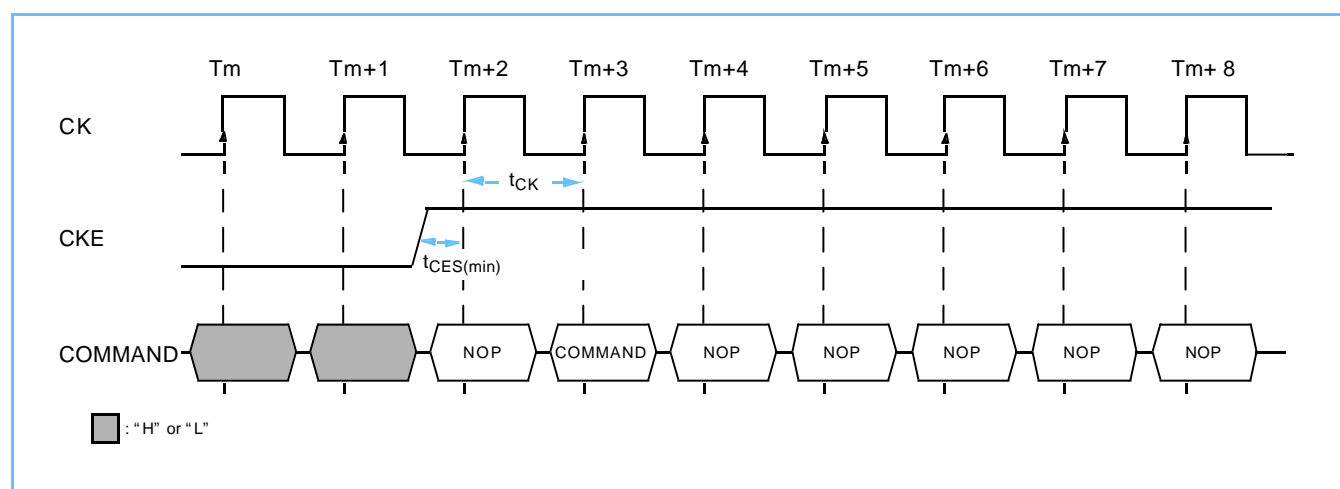 Tm Tm+1 Tm+2 Tm+3 Tm+4 Tm+5 Tm+6 Tm+7 Tm+ 8
CK
tCK
CKE
tCES(min)
COMMAND NOP COMMAND NOP NOP NOP NOP NOP
: “H” or “L”